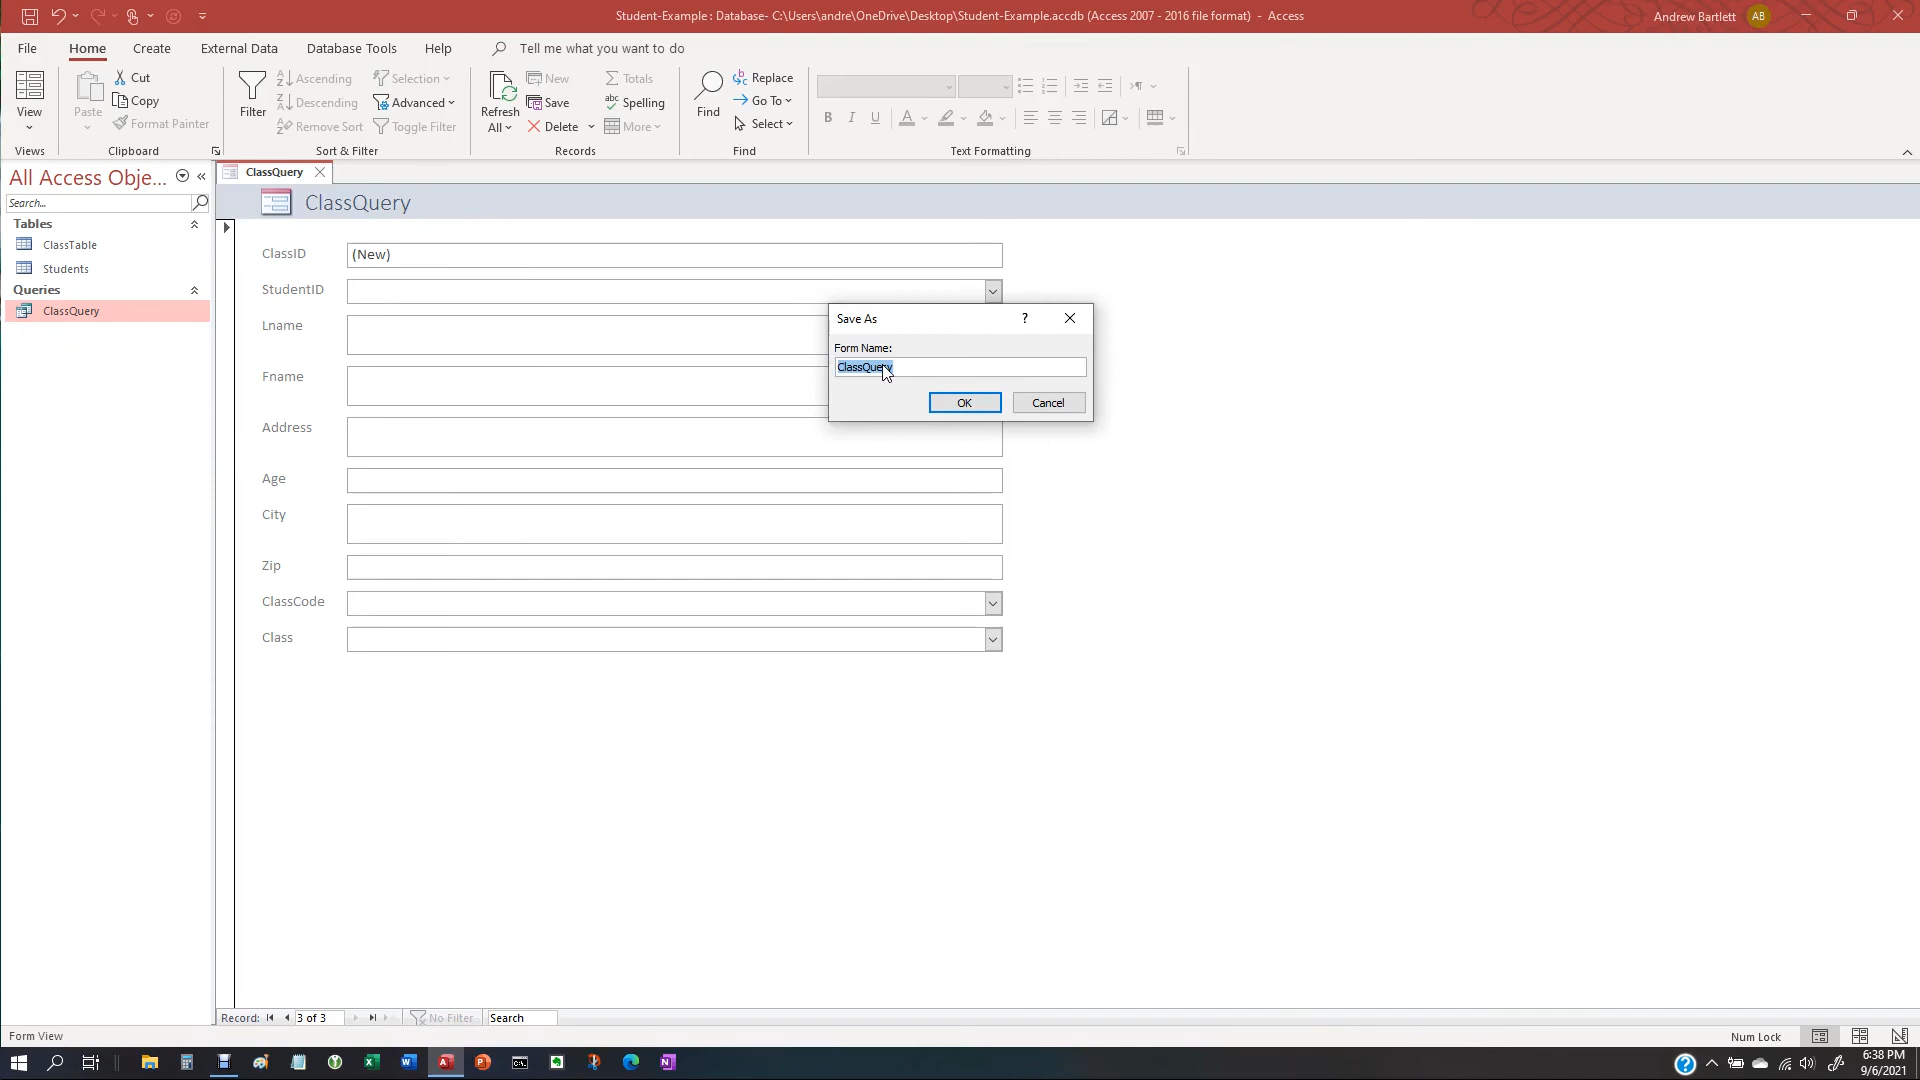 Student-Example : Database- C:\Users\andre\OneDrive\Desktop\Student-Example.accdb (Access 2007 - 2016 file format) - Access
Andrew Bartlett AB
File Home Create External Data Database Tools Help Tell me what you want to do
View
Views
Paste
Cut
Copy
Format Painter
Clipboard
Filter
Ascending
Descending
Remove Sort
Selection
Advanced
Toggle Filter
Sort & Filter
Refresh
All
New
Save
Delete
Totals
Spelling
More
Records
Find
Replace
Go To
Select
Find
Text Formatting
All Access Obje...
Search...
Tables
ClassTable
Students
Queries
ClassQuery
ClassQuery
ClassQuery
ClassID (New)
StudentID
Lname
Fname
Address
Age
City
Zip
ClassCode
Class
Save As
Form Name:
ClassQuery
OK Cancel
Record: 3 of 3 No Filter Search
Form View
Num Lock
6:38 PM
9/6/2021